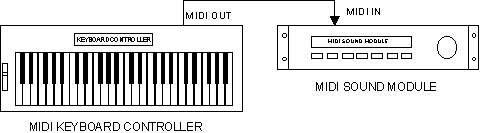 MIDI OUT
MIDI IN
KEYBOARD CONTROLLER
MIDI SOUND MODULE
MIDI SOUND MODULE
MIDI KEYBOARD CONTROLLER